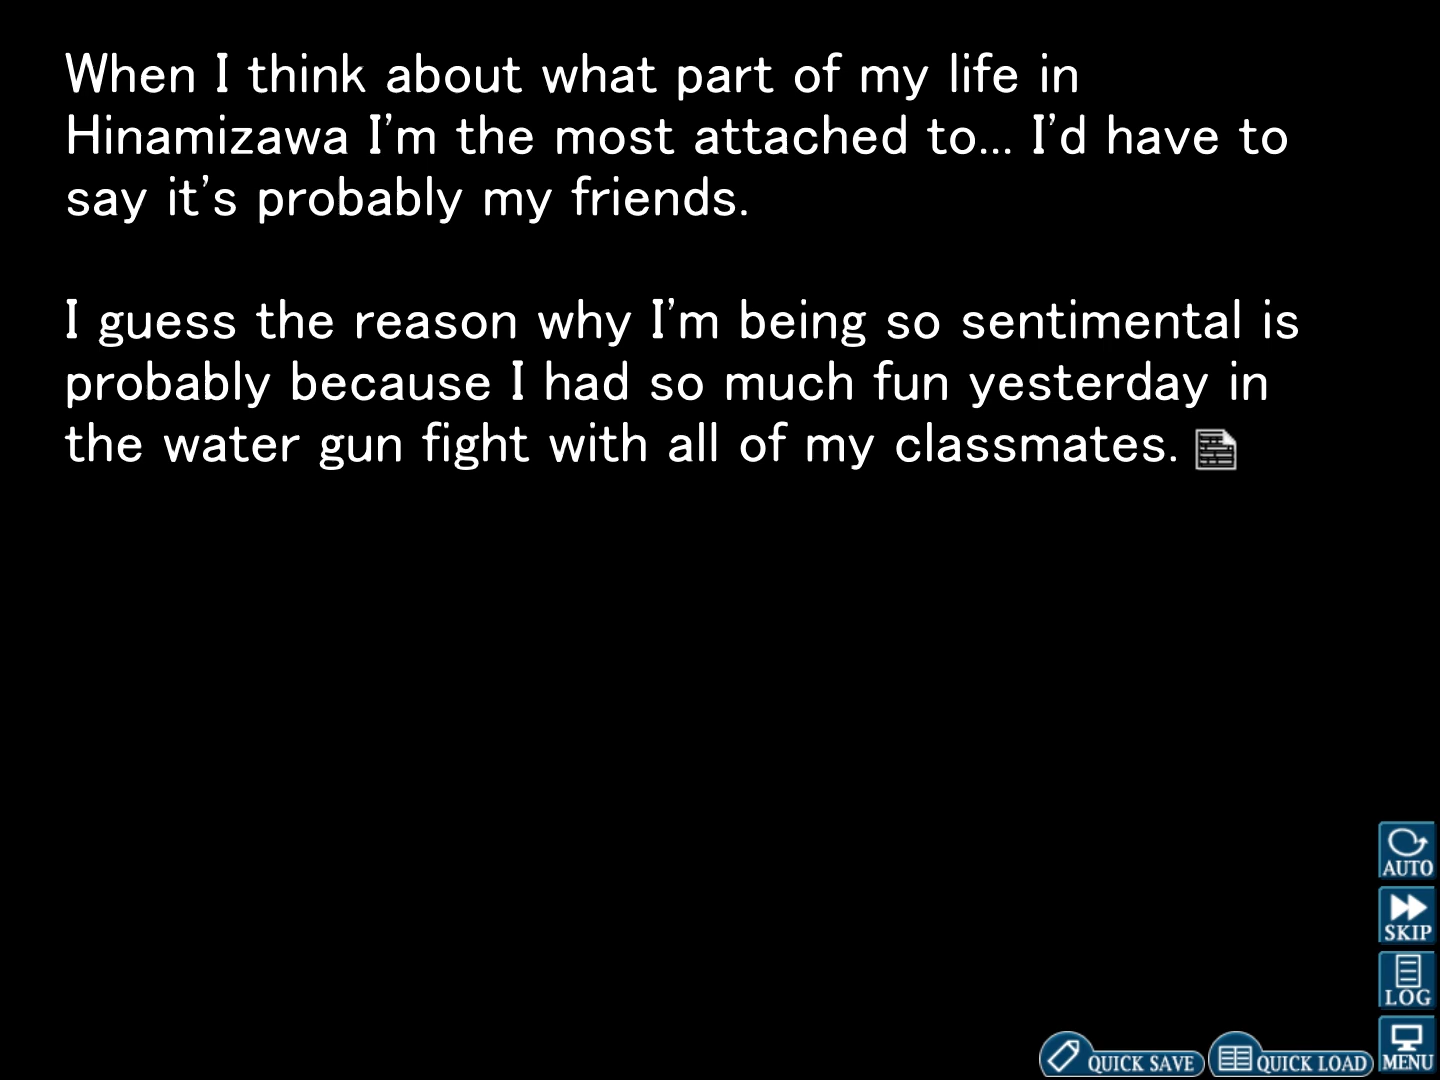 When I think about what part of my life in
Hinamizawa I'm the most attached to... I'd have to
say it's probably my friends.
I guess the reason why I'm being so sentimental is
probably because I had so much fun yesterday in
the water gun fight with all of my classmates.
AUTO
SKIP
LOG
QUICK SAVE QUICK LOAD MENU